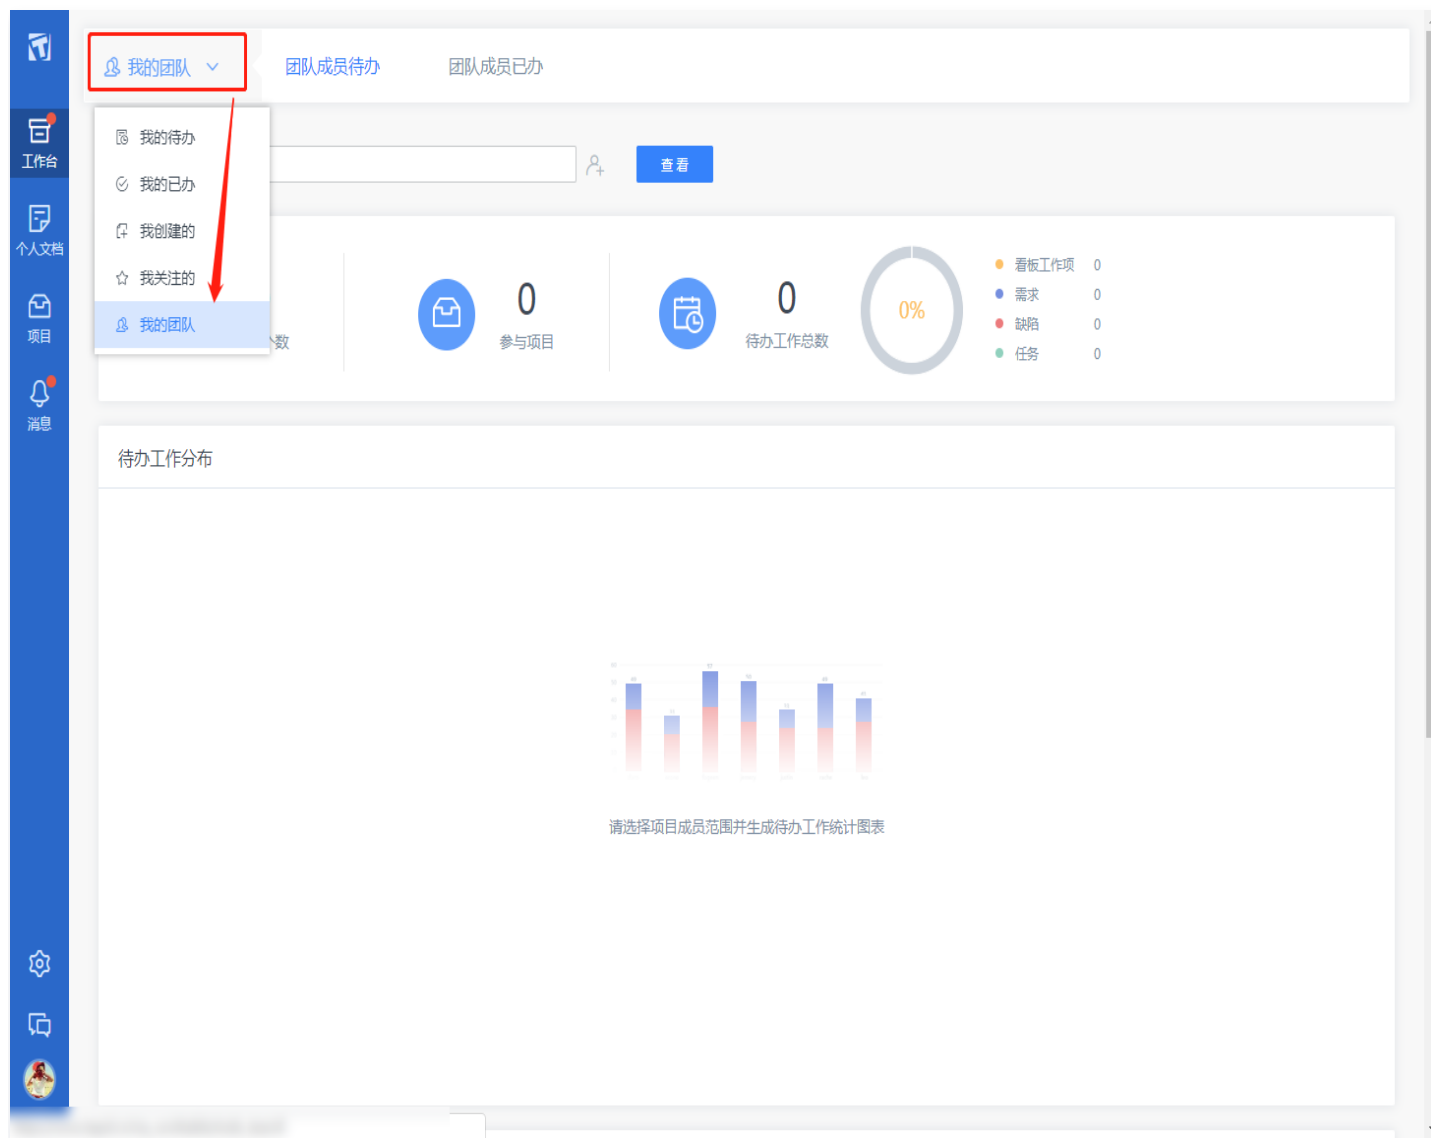 我的团队
团队成员待办
团队成员已办
我的待办
我的已办
我创建的
我关注的
我的团队
查看
工作台
个人文档
项目
消息
数
0
参与项目
0
待办工作总数
0%
看板工作项 0
需求 0
缺陷 0
任务 0
待办工作分布
请选择项目成员范围并生成待办工作统计图表